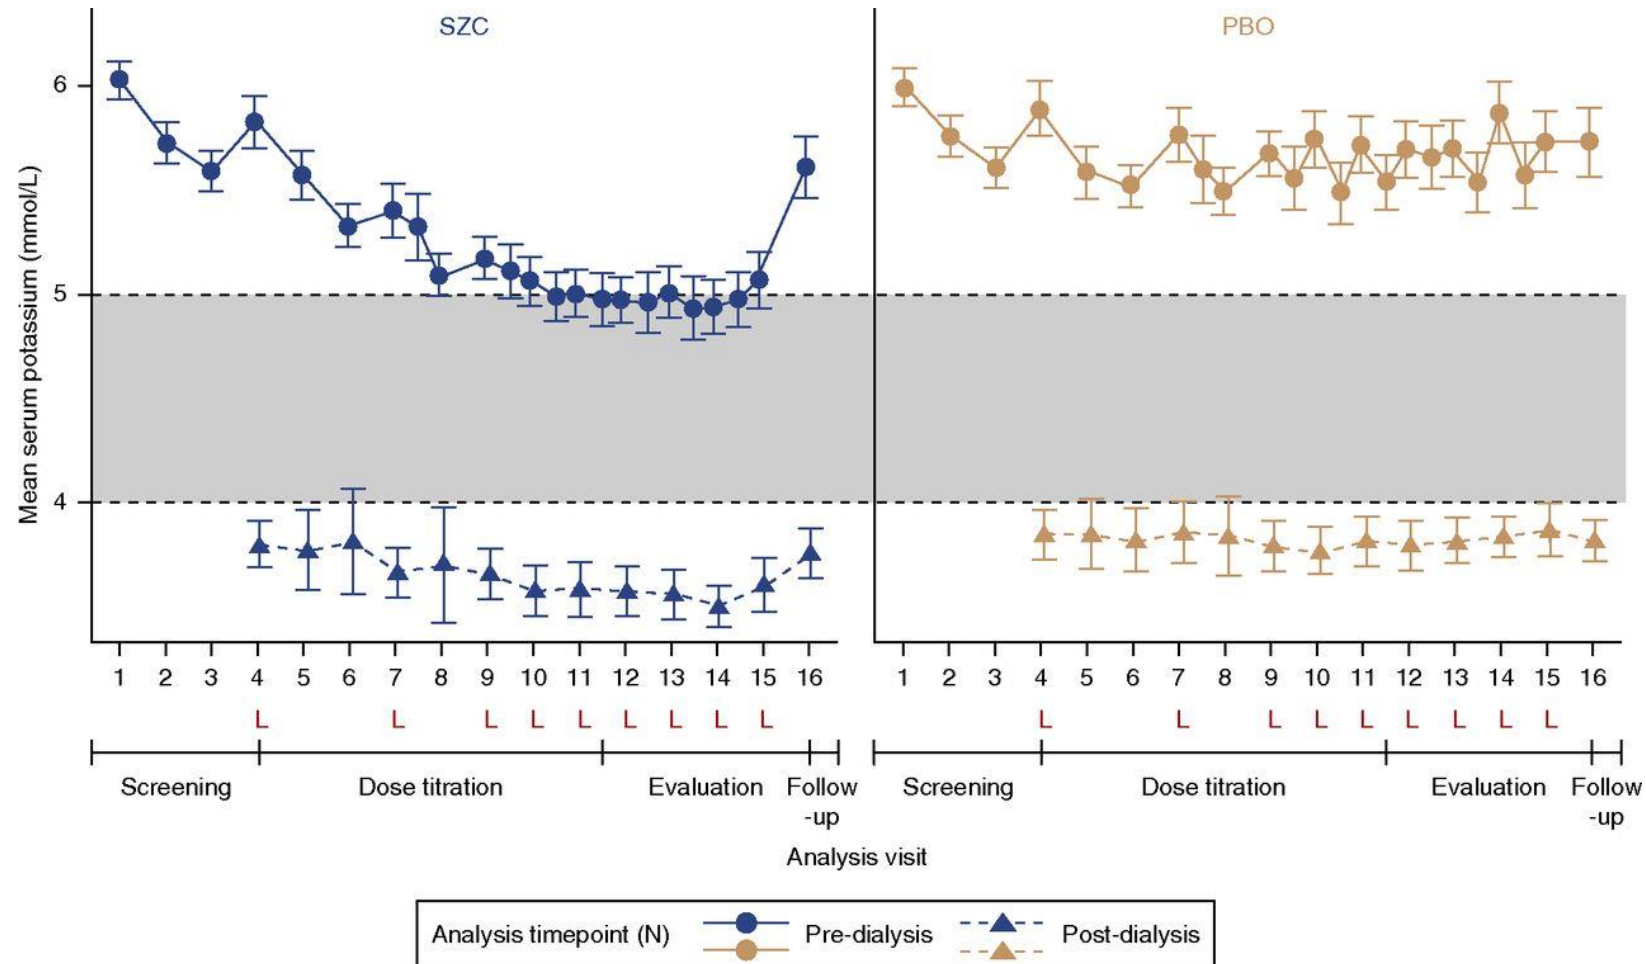 SZC
PBO
Mean serum potassium (mmol/L)
6
5
4
1 2 3 4 5 6 7 8 9 10 11 12 13 14 15 16
1 2 3 4 5 6 7 8 9 10 11 12 13 14 15 16
L L L L L L L L L
L L L L L L L L L
Screening Dose titration Evaluation Follow
-up
Screening Dose titration Evaluation Follow
-up
Analysis visit
Analysis timepoint (N) Pre-dialysis Post-dialysis